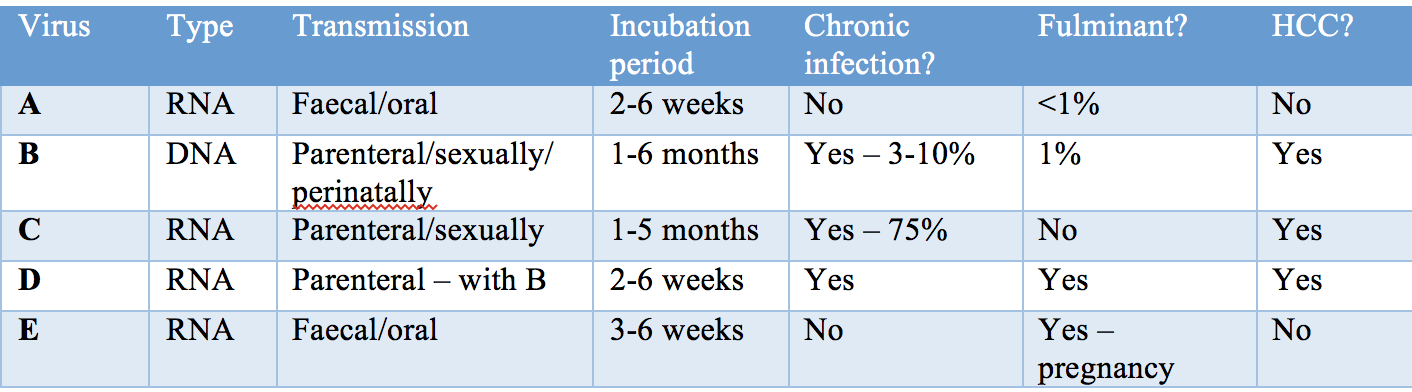 Virus Type Transmission Incubation period Chronic infection? Fulminant? HCC?
A RNA Faecal/oral 2-6 weeks No <1% No
B DNA Parenteral/sexually/ perinatally 1-6 months Yes – 3-10% 1% Yes
C RNA Parenteral/sexually 1-5 months Yes – 75% No Yes
D RNA Parenteral – with B 2-6 weeks Yes Yes Yes
E RNA Faecal/oral 3-6 weeks No Yes – pregnancy No